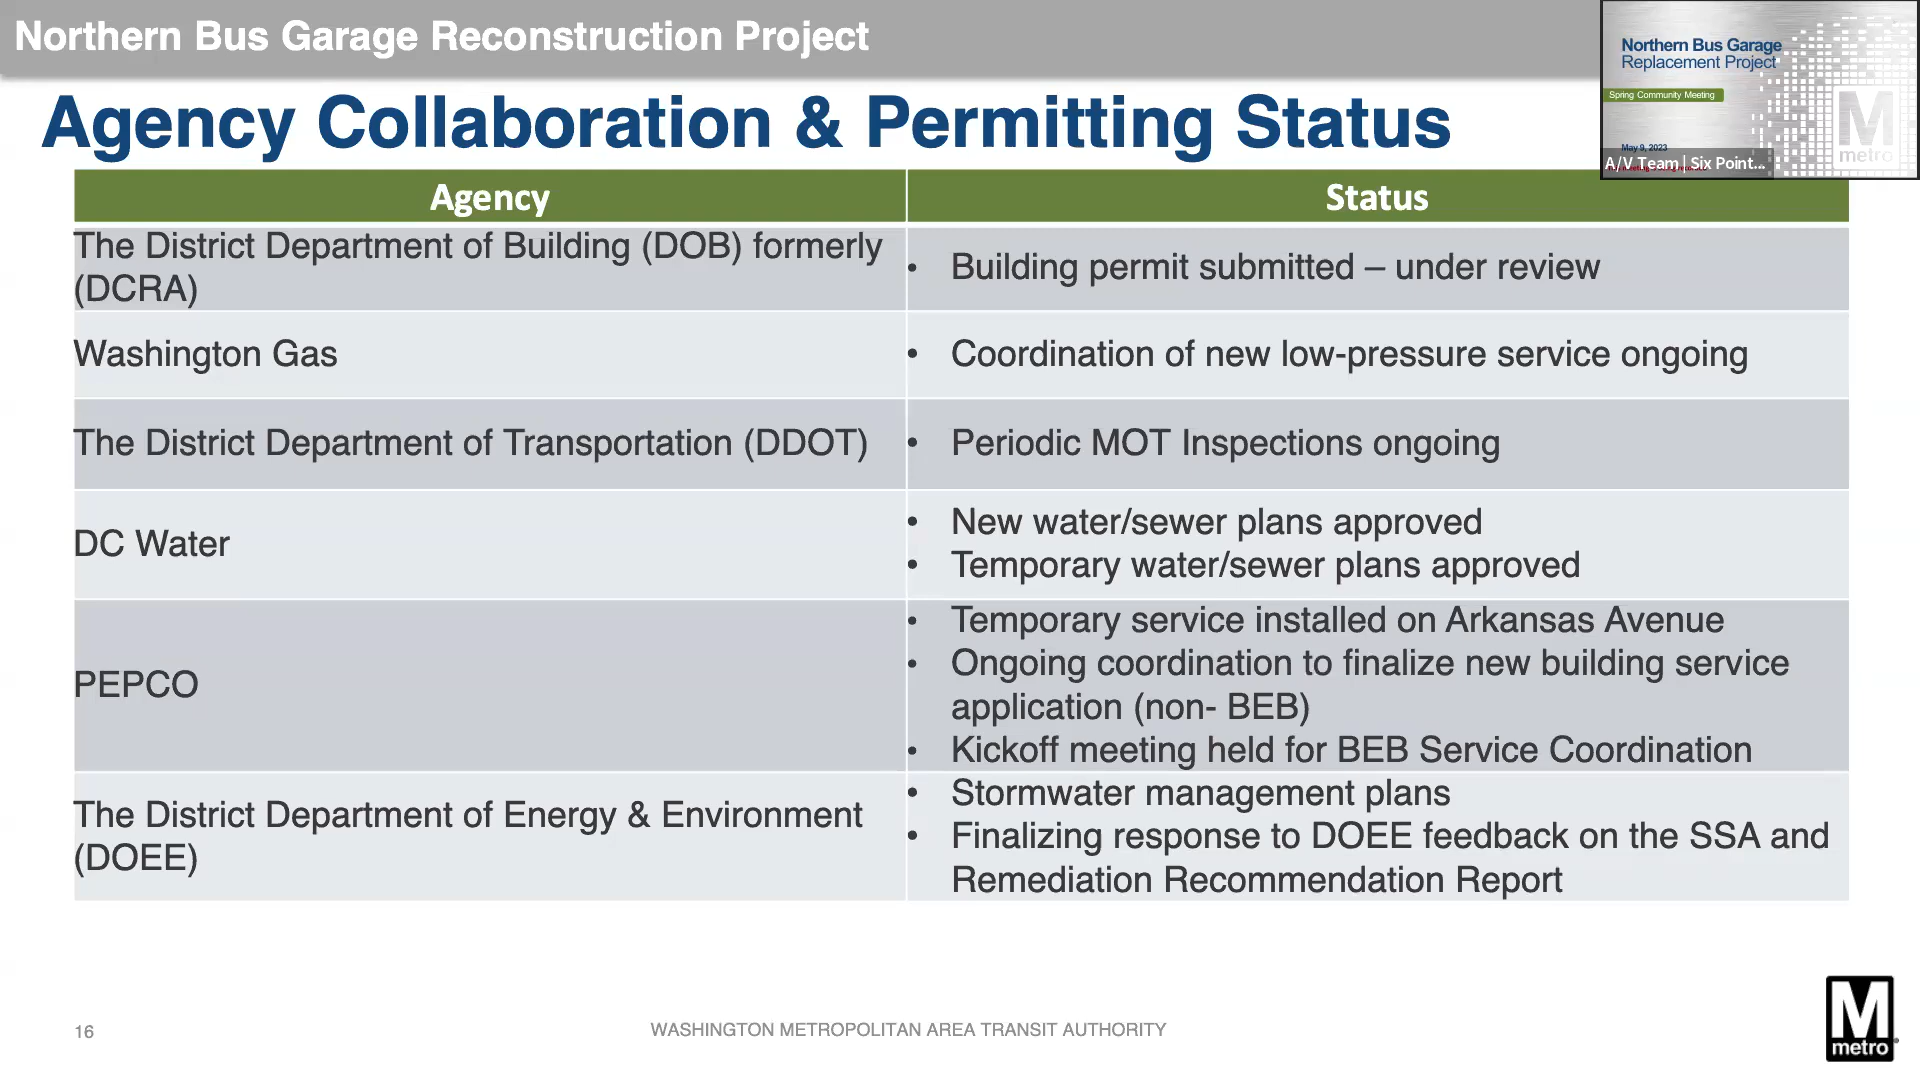 Northern Bus Garage Reconstruction Project
Northern Bus Garage
Replacement Project
Spring Community Meeting
May 9, 2023
A/V Team | Six Point...
M
metro
Agency Collaboration & Permitting Status
Agency
Status
The District Department of Building (DOB) formerly
(DCRA)
• Building permit submitted – under review
Washington Gas
• Coordination of new low-pressure service ongoing
The District Department of Transportation (DDOT)
• Periodic MOT Inspections ongoing
DC Water
• New water/sewer plans approved
• Temporary water/sewer plans approved
PEPCO
• Temporary service installed on Arkansas Avenue
• Ongoing coordination to finalize new building service
application (non- BEB)
• Kickoff meeting held for BEB Service Coordination
The District Department of Energy & Environment
(DOEE)
• Stormwater management plans
• Finalizing response to DOEE feedback on the SSA and
Remediation Recommendation Report
16
WASHINGTON METROPOLITAN AREA TRANSIT AUTHORITY
M
metro